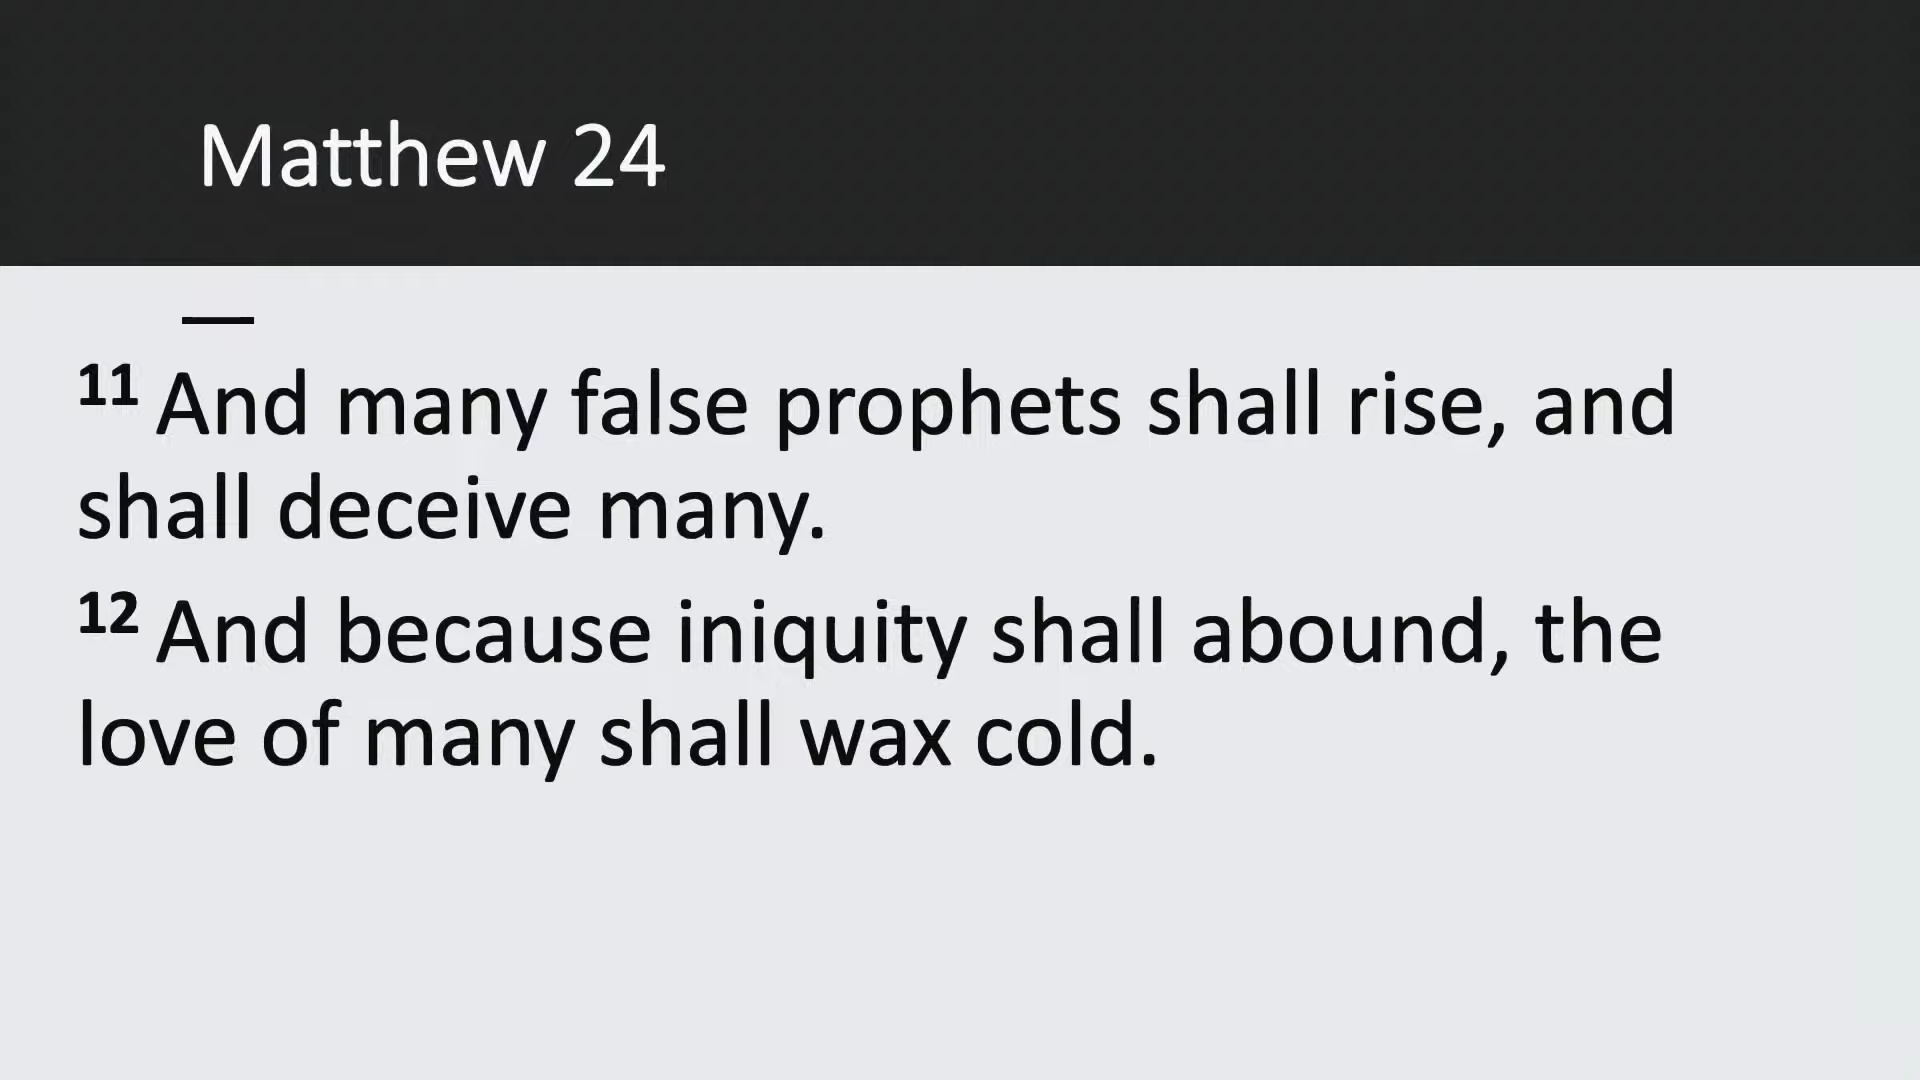 Matthew 24
11 And many false prophets shall rise, and
shall deceive many.
12 And because iniquity shall abound, the
love of many shall wax cold.